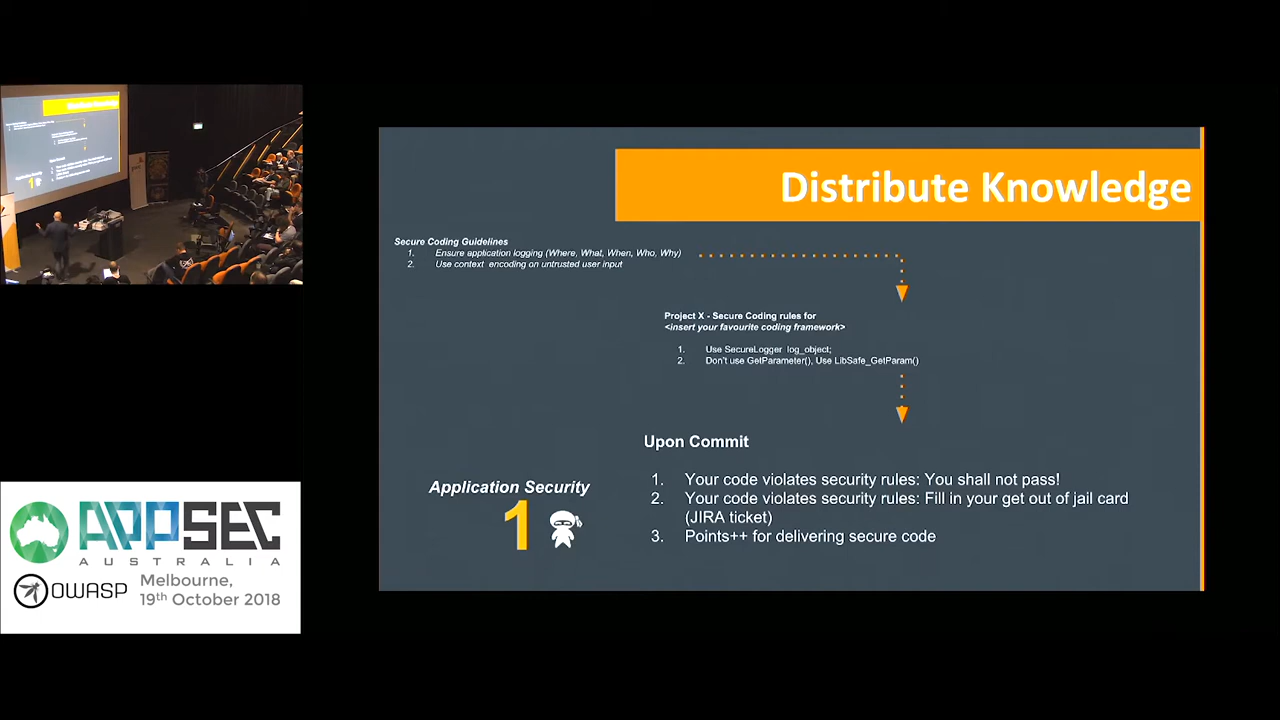 Distribute Knowledge
Secure Coding Guidelines
1. Ensure application logging (Where, What, When, Who, Why)
2. Use context encoding on untrusted user input
Project X - Secure Coding rules for
<insert your favourite coding framework>
1. Use SecureLogger log_object;
2. Don't use GetParameter(), Use LibSafe_GetParam()
Upon Commit
1. Your code violates security rules: You shall not pass!
2. Your code violates security rules: Fill in your get out of jail card
(JIRA ticket)
3. Points++ for delivering secure code
Application Security
1
APPSEC
AUSTRALIA
OWASP
Melbourne,
19th October 2018